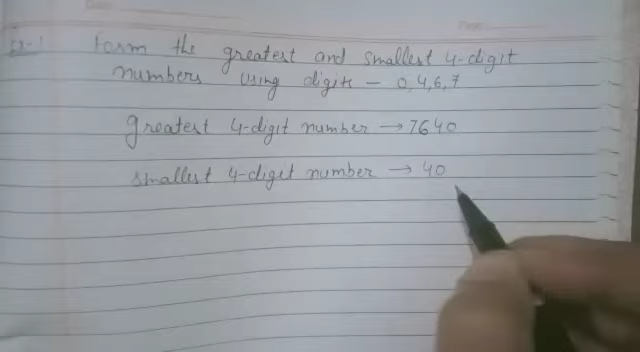 Ex-1 Form the greatest and smallest 4-digit
numbers using digits - 0,4,6,7
greatest 4-digit number → 7640
smallest 4-digit number → 40